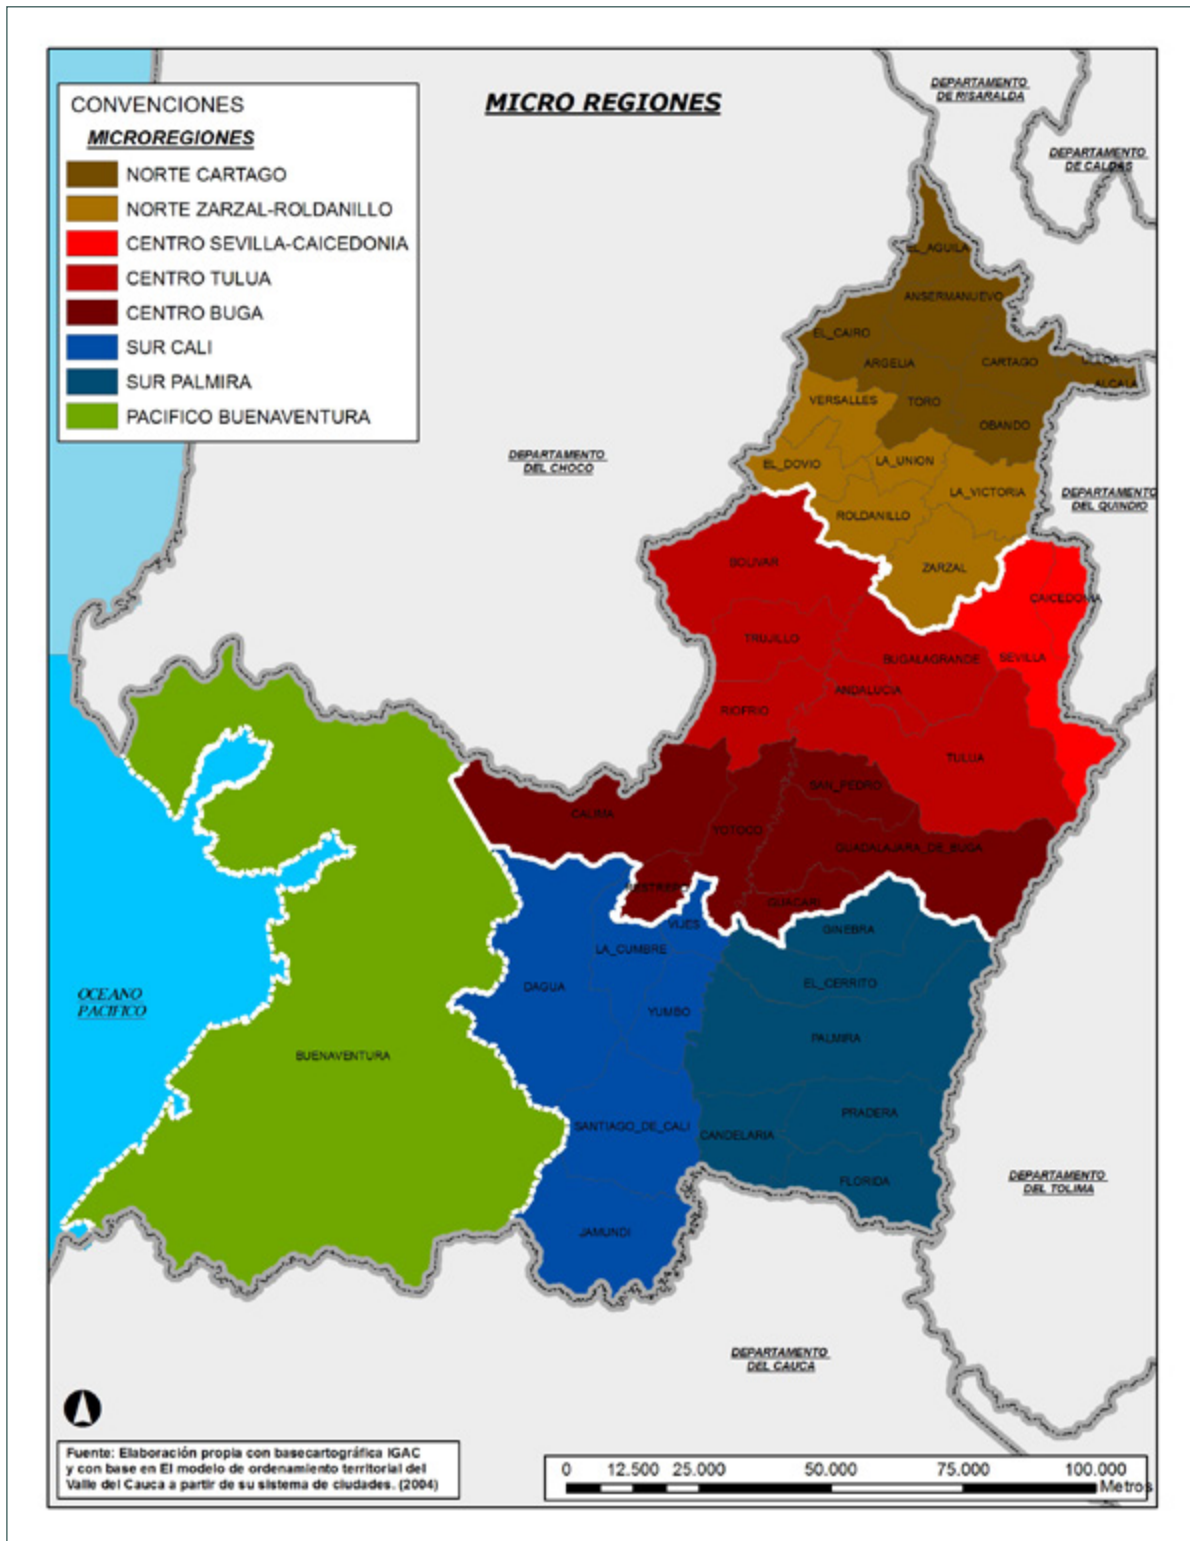 MICRO REGIONES
CONVENCIONES
MICROREGIONES
NORTE CARTAGO
NORTE ZARZAL-ROLDANILLO
CENTRO SEVILLA-CAICEDONIA
CENTRO TULUA
CENTRO BUGA
SUR CALI
SUR PALMIRA
PACIFICO BUENAVENTURA
DEPARTAMENTO
DE RISARALDA
DEPARTAMENTO
DE CALDAS
EL_AGUILA
ANSERMANUEVO
EL_CAIRO
ARGELIA
CARTAGO
ALCALA
VERSALLES
TORO
OBANDO
DEPARTAMENTO
DEL CHOCO
EL_DOVIO
LA_UNION
LA_VICTORIA
DEPARTAMENTO
DEL QUINDIO
ROLDANILLO
ZARZAL
BOLIVAR
CAICEDONIA
TRUJILLO
BUGALAGRANDE
SEVILLA
ANDALUCIA
RIOFRIO
TULUA
SAN_PEDRO
CALIMA
YOTOCO
GUADALAJARA_DE_BUGA
RESTREPO
GUACARI
VIJES
GINEBRA
LA_CUMBRE
DAGUA
EL_CERRITO
OCEANO
PACIFICO
YUMBO
PALMIRA
BUENAVENTURA
SANTIAGO_DE_CALI
CANDELARIA
PRADERA
FLORIDA
DEPARTAMENTO
DEL TOLIMA
JAMUNDI
DEPARTAMENTO
DEL CAUCA
Fuente: Elaboración propia con basecartográfica IGAC
y con base en El modelo de ordenamiento territorial del
Valle del Cauca a partir de su sistema de ciudades. (2004)
0 12.500 25.000 50.000 75.000 100.000
Metros